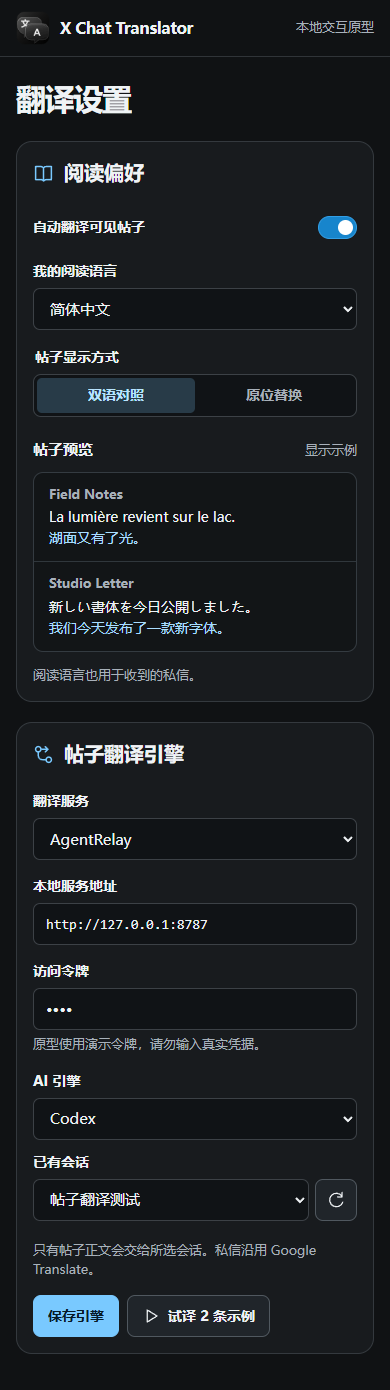 X Chat Translator
本地交互原型
翻译设置
阅读偏好
自动翻译可见帖子
我的阅读语言
简体中文
帖子显示方式
双语对照
原位替换
帖子预览
显示示例
Field Notes
La lumière revient sur le lac.
湖面又有了光。
Studio Letter
新しい書体を今日公開しました。
我们今天发布了一款新字体。
阅读语言也用于收到的私信。
帖子翻译引擎
翻译服务
AgentRelay
本地服务地址
http://127.0.0.1:8787
访问令牌
••••
原型使用演示令牌，请勿输入真实凭据。
AI 引擎
Codex
已有会话
帖子翻译测试
只有帖子正文会交给所选会话。私信沿用 Google
Translate。
保存引擎
试译 2 条示例